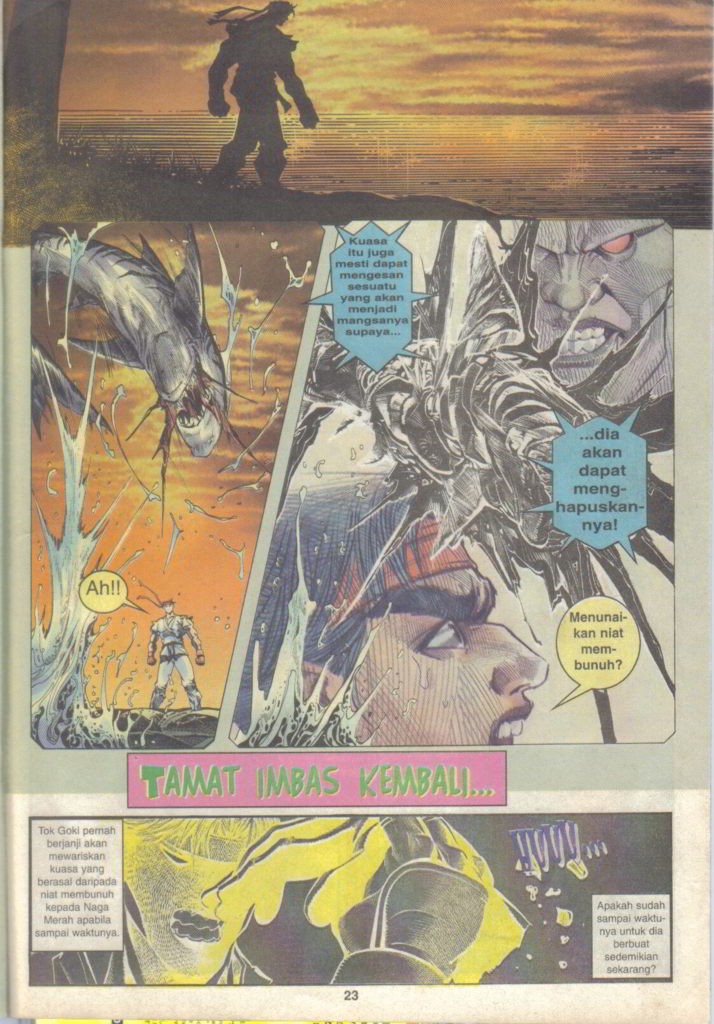 Kuasa
itu juga
mesti dapat
mengesan
sesuatu
yang akan
menjadi
mangsanya
supaya...
...dia
akan
dapat
meng-
hapuskan-
nya!
Ah!!
Menunai-
kan niat
mem-
bunuh?
TAMAT IMBAS KEMBALI...
Tok Goki pernah
berjanji akan
mewariskan
kuasa yang
berasal daripada
niat membunuh
kepada Naga
Merah apabila
sampai waktunya.
Apakah sudah
sampai waktu-
nya untuk dia
berbuat
sedemikian
sekarang?
23